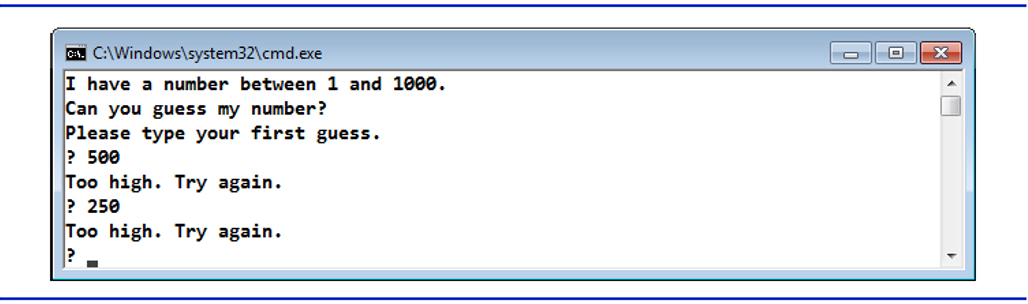 C:\Windows\system32\cmd.exe
I have a number between 1 and 1000.
Can you guess my number?
Please type your first guess.
? 500
Too high. Try again.
? 250
Too high. Try again.
?